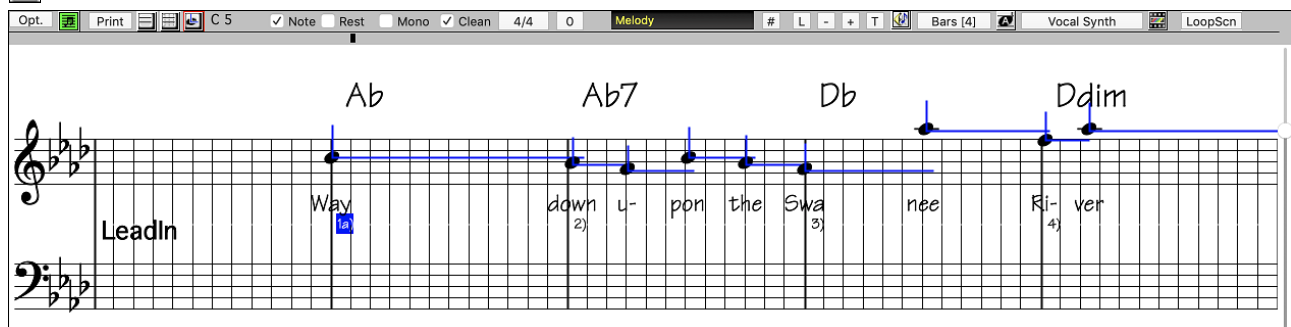 Opt. Print C 5 Note Rest Mono Clean 4/4 0 Melody # L - + T Bars [4] Vocal Synth LoopScn
Ab Ab7 Db Ddim
Way down u- pon the Swa nee Ri- ver
1a) 2) 3) 4)
LeadIn